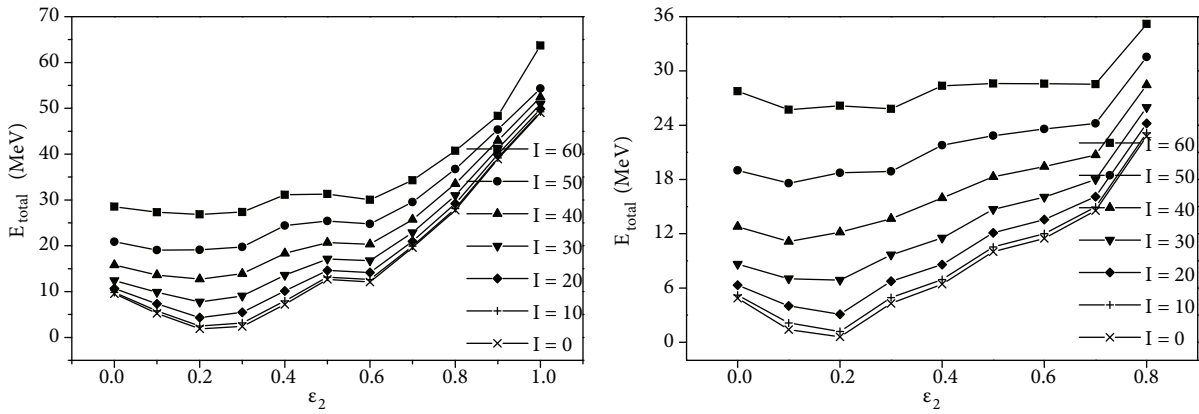 70
60
50
40
30
20
10
0
E_total (MeV)
0.0 0.2 0.4 0.6 0.8 1.0
ε₂
I = 60
I = 50
I = 40
I = 30
I = 20
I = 10
I = 0
36
30
24
18
12
6
0
E_total (MeV)
0.0 0.2 0.4 0.6 0.8
ε₂
I = 60
I = 50
I = 40
I = 30
I = 20
I = 10
I = 0